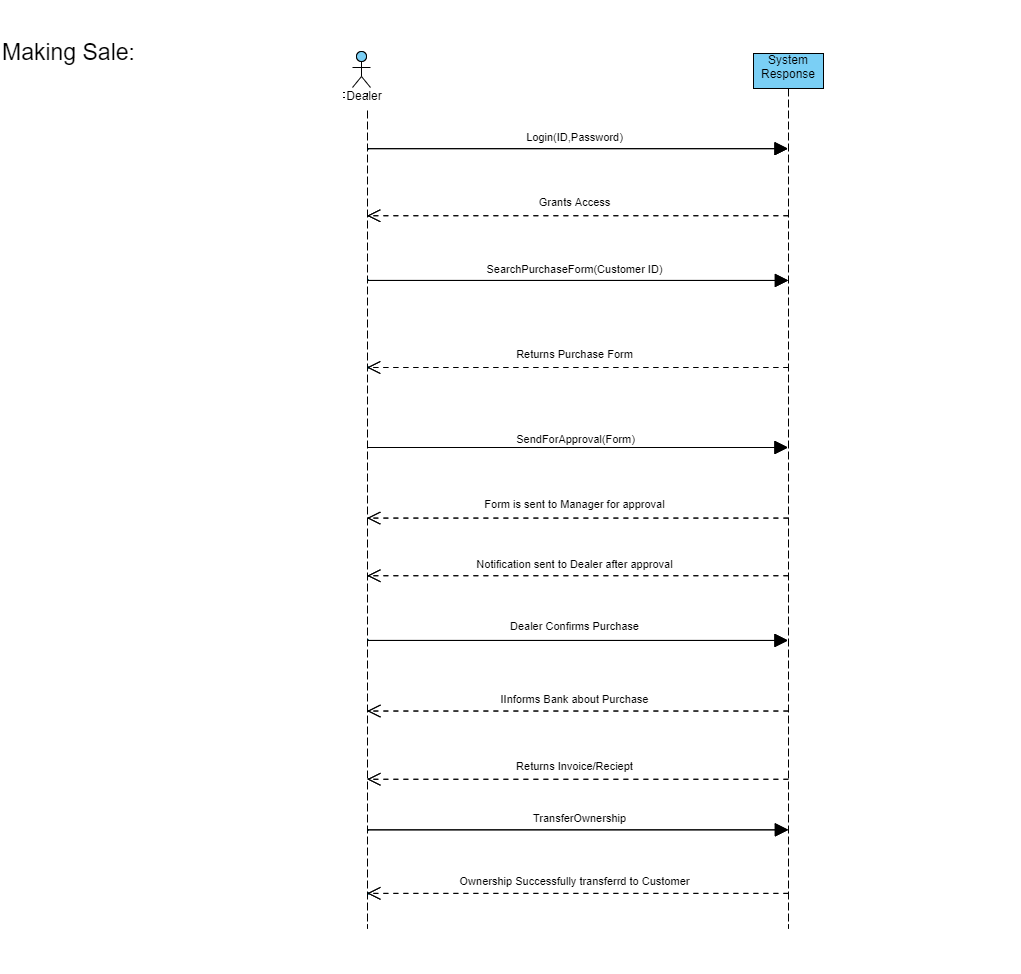 Making Sale:
System
Response
:Dealer
Login(ID,Password)
Grants Access
SearchPurchaseForm(Customer ID)
Returns Purchase Form
SendForApproval(Form)
Form is sent to Manager for approval
Notification sent to Dealer after approval
Dealer Confirms Purchase
IInforms Bank about Purchase
Returns Invoice/Reciept
TransferOwnership
Ownership Successfully transferrd to Customer